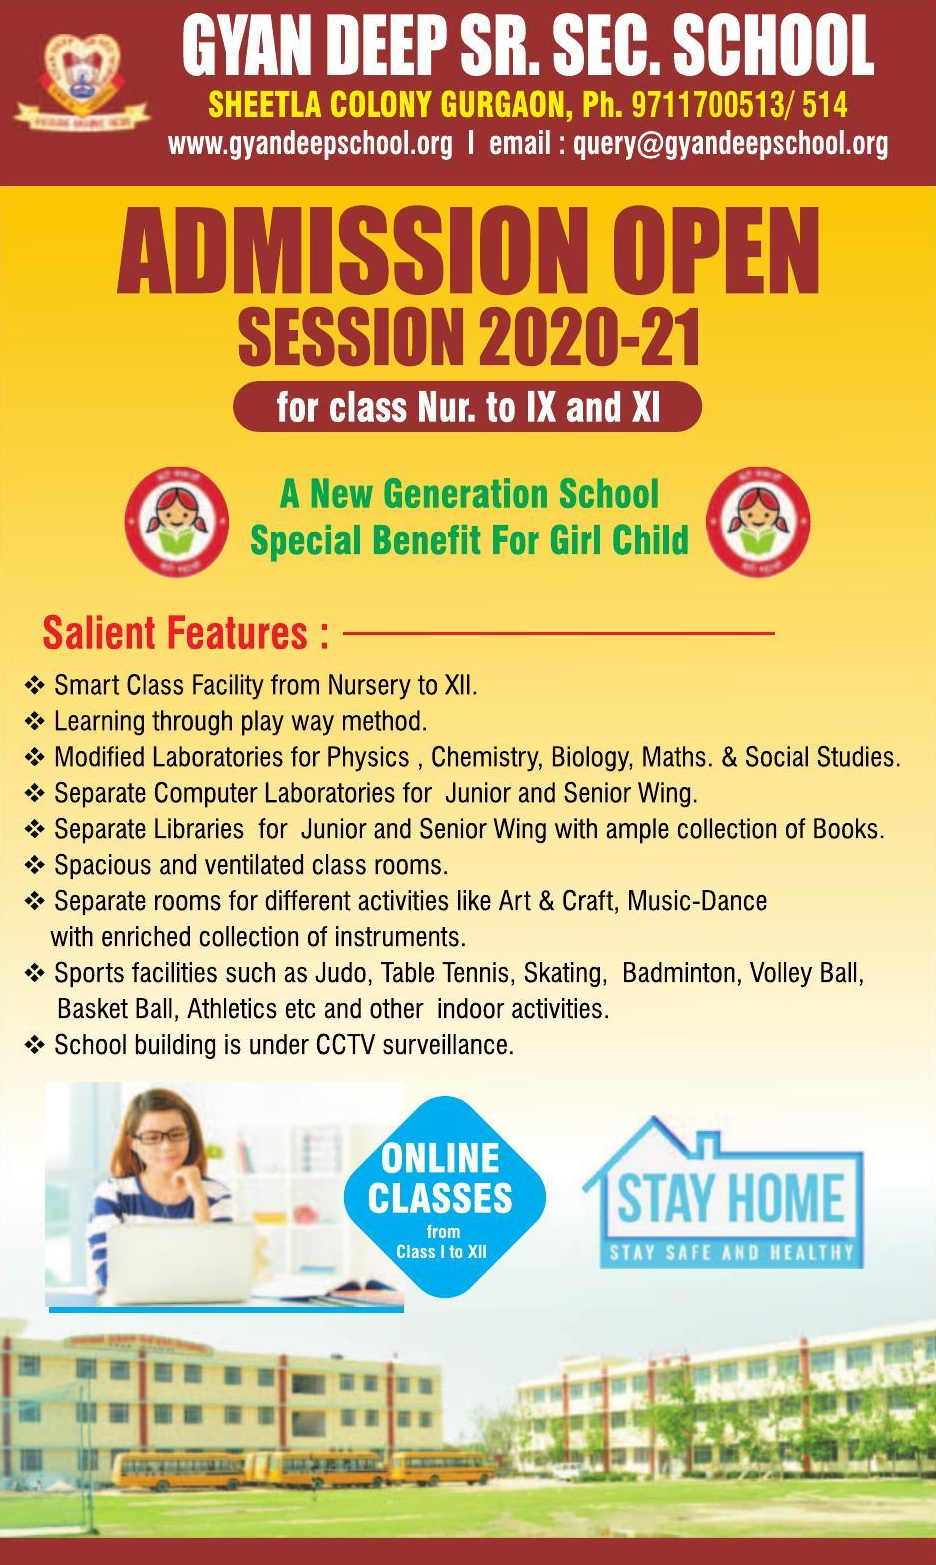 GYAN DEEP SR. SEC. SCHOOL
SHEETLA COLONY GURGAON, Ph. 9711700513/ 514
www.gyandeepschool.org I email : query@gyandeepschool.org
ADMISSION OPEN
SESSION 2020-21
for class Nur. to IX and XI
A New Generation School
Special Benefit For Girl Child
Salient Features :
❖ Smart Class Facility from Nursery to XII.
❖ Learning through play way method.
❖ Modified Laboratories for Physics , Chemistry, Biology, Maths. & Social Studies.
❖ Separate Computer Laboratories for Junior and Senior Wing.
❖ Separate Libraries for Junior and Senior Wing with ample collection of Books.
❖ Spacious and ventilated class rooms.
❖ Separate rooms for different activities like Art & Craft, Music-Dance
with enriched collection of instruments.
❖ Sports facilities such as Judo, Table Tennis, Skating, Badminton, Volley Ball,
Basket Ball, Athletics etc and other indoor activities.
❖ School building is under CCTV surveillance.
ONLINE
CLASSES
from
Class I to XII
STAY HOME
STAY SAFE AND HEALTHY